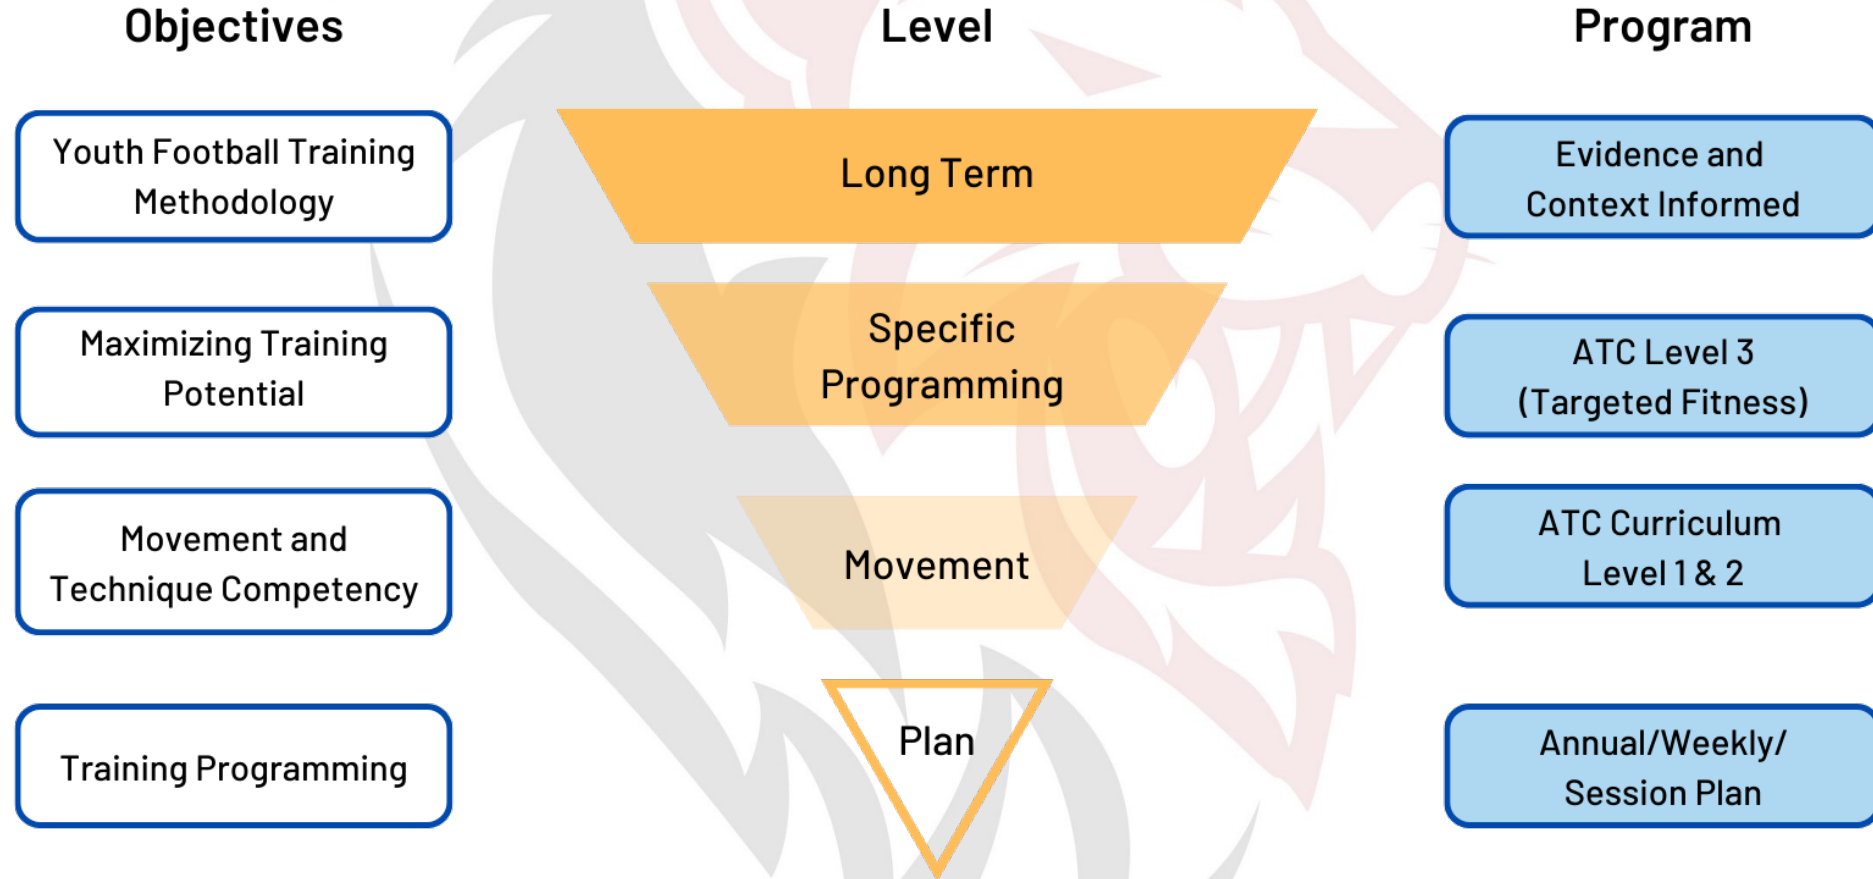 Objectives
Level
Program
Youth Football Training
Methodology
Long Term
Evidence and
Context Informed
Maximizing Training
Potential
Specific
Programming
ATC Level 3
(Targeted Fitness)
Movement and
Technique Competency
Movement
ATC Curriculum
Level 1 & 2
Training Programming
Plan
Annual/Weekly/
Session Plan